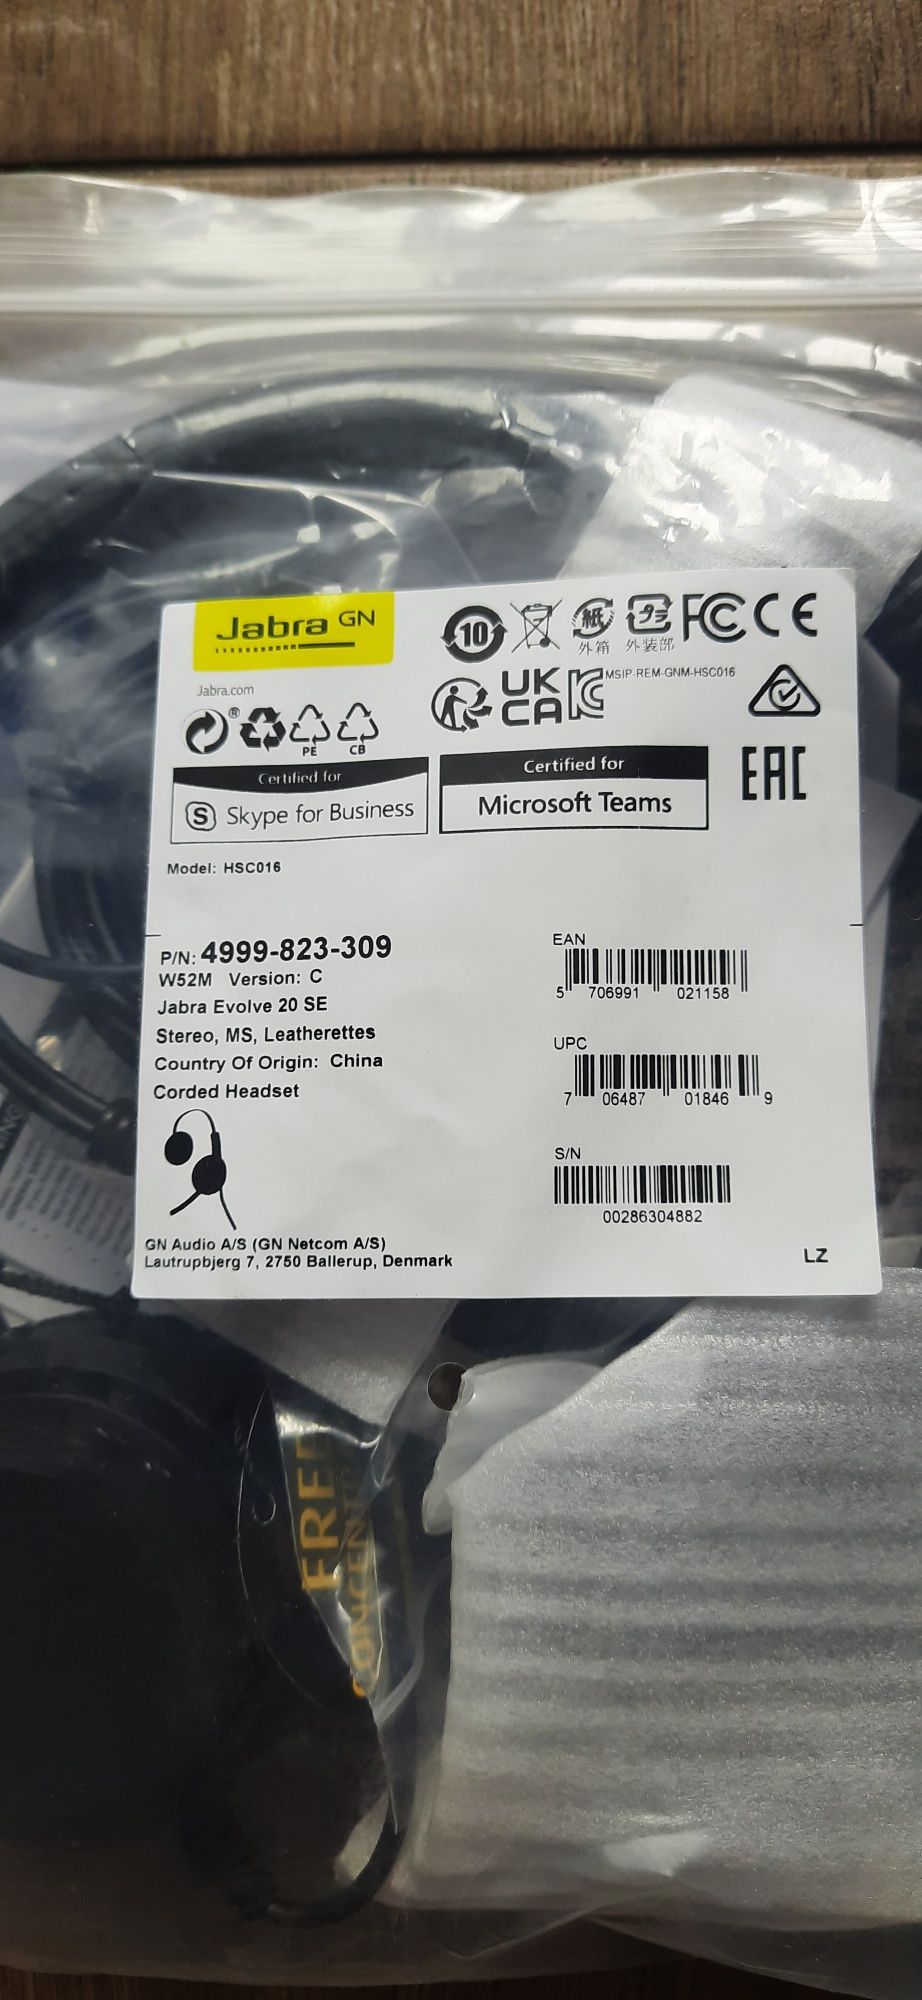 Jabra GN
Jabra.com
10
紙
外箱
プラ
外装部
FC CE
UK
CA
MSIP-REM-GNM-HSC016
®
PE
CB
EAC
Certified for
Skype for Business
Certified for
Microsoft Teams
Model: HSC016
P/N: 4999-823-309
W52M Version: C
Jabra Evolve 20 SE
Stereo, MS, Leatherettes
Country Of Origin: China
Corded Headset
EAN
5 706991 021158
UPC
7 06487 01846 9
S/N
00286304882
GN Audio A/S (GN Netcom A/S)
Lautrupbjerg 7, 2750 Ballerup, Denmark
LZ